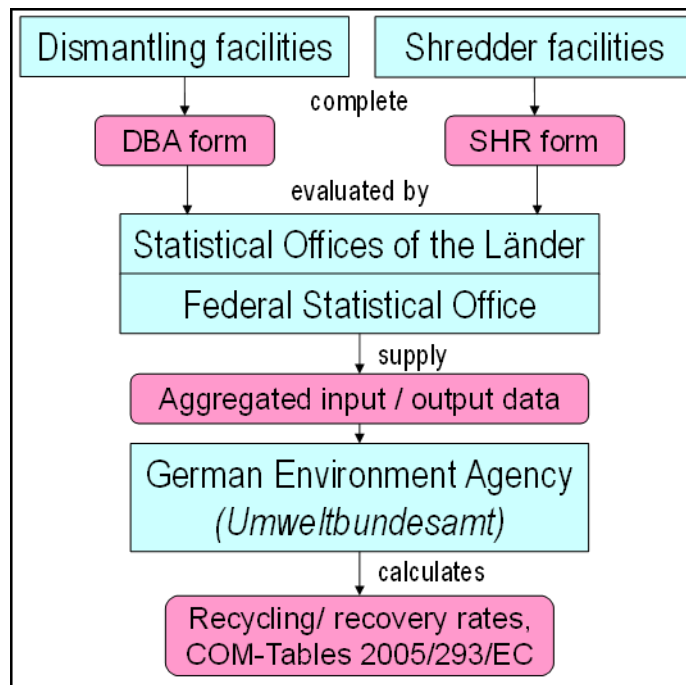 Dismantling facilities
Shredder facilities
complete
DBA form
SHR form
evaluated by
Statistical Offices of the Länder
Federal Statistical Office
supply
Aggregated input / output data
German Environment Agency
(Umweltbundesamt)
calculates
Recycling/ recovery rates,
COM-Tables 2005/293/EC